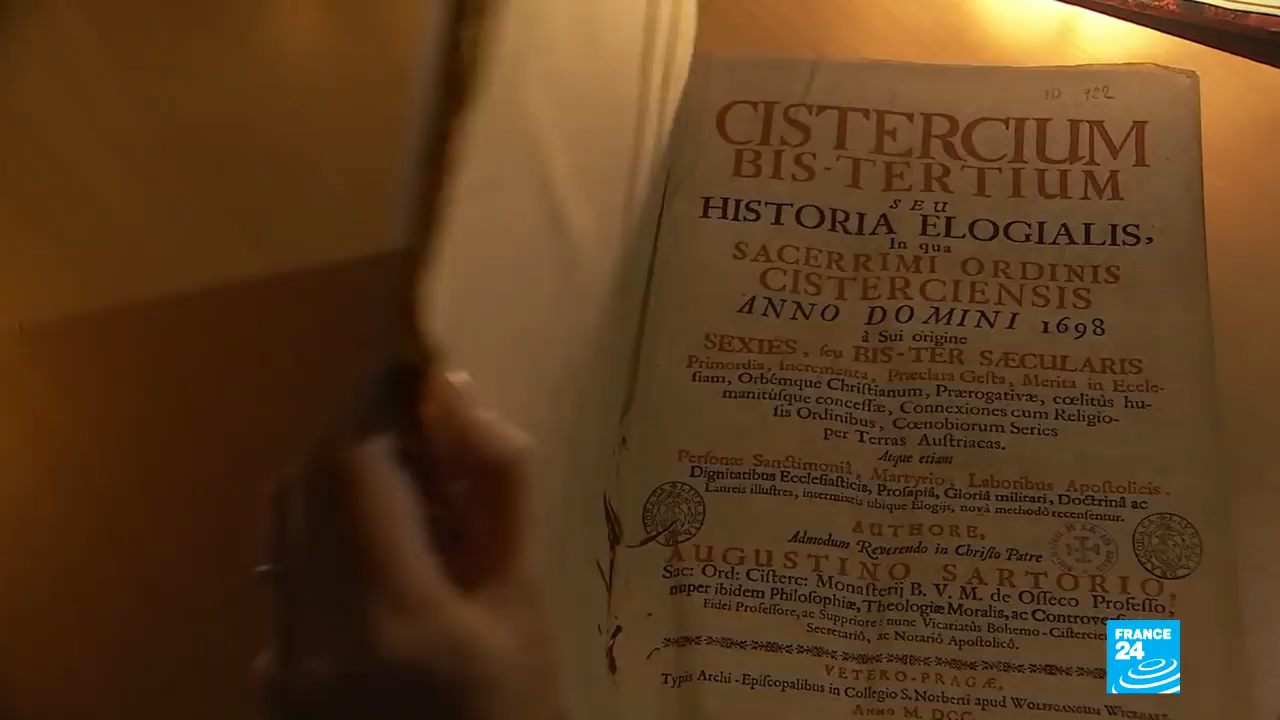 ID 922
CISTERCIUM
BIS-TERTIUM
SEU
HISTORIA ELOGIALIS,
In qua
SACERRIMI ORDINIS
CISTERCIENSIS
ANNO DOMINI 1698
à Sui origine
SEXIES, ſeu BIS-TER SÆCULARIS
Primordia, Incrementa, Præclara Geſta, Merita in Eccle-
ſiam, Orbémque Chriſtianum, Prærogativæ, cœlitùs hu-
manitúſque conceſſæ, Connexiones cum Religio-
ſis Ordinibus, Cœnobiorum Series
per Terras Auſtriacas.
Atque etiam
Perſonæ Sanctimoniâ, Martyrio, Laboribus Apoſtolicis,
Dignitatibus Eccleſiaſticis, Proſapiâ, Gloriâ militari, Doctrinâ ac
Laureis illuſtres, intermixtis ubique Elogijs, novâ methodô recenſentur.
AUTHORE,
Admodum Reverendo in Chriſto Patre
AUGUSTINO SARTORIO,
Sac: Ord: Ciſterc: Monaſterij B. V. M. de Oſſeco Profeſſo,
nuper ibidem Philoſophiæ, Theologiæ Moralis, ac
Fidei Profeſſore, ac Suppriore: nunc Vicariatûs Bohemo-
Secretariô, ac Notariô Apoſtolicô.
VETERO-PRAGÆ,
Typis Archi-Epiſcopalibus in Collegio S. Norberti apud WOLFFGANGUM
ANNO M. DCC
FRANCE
24